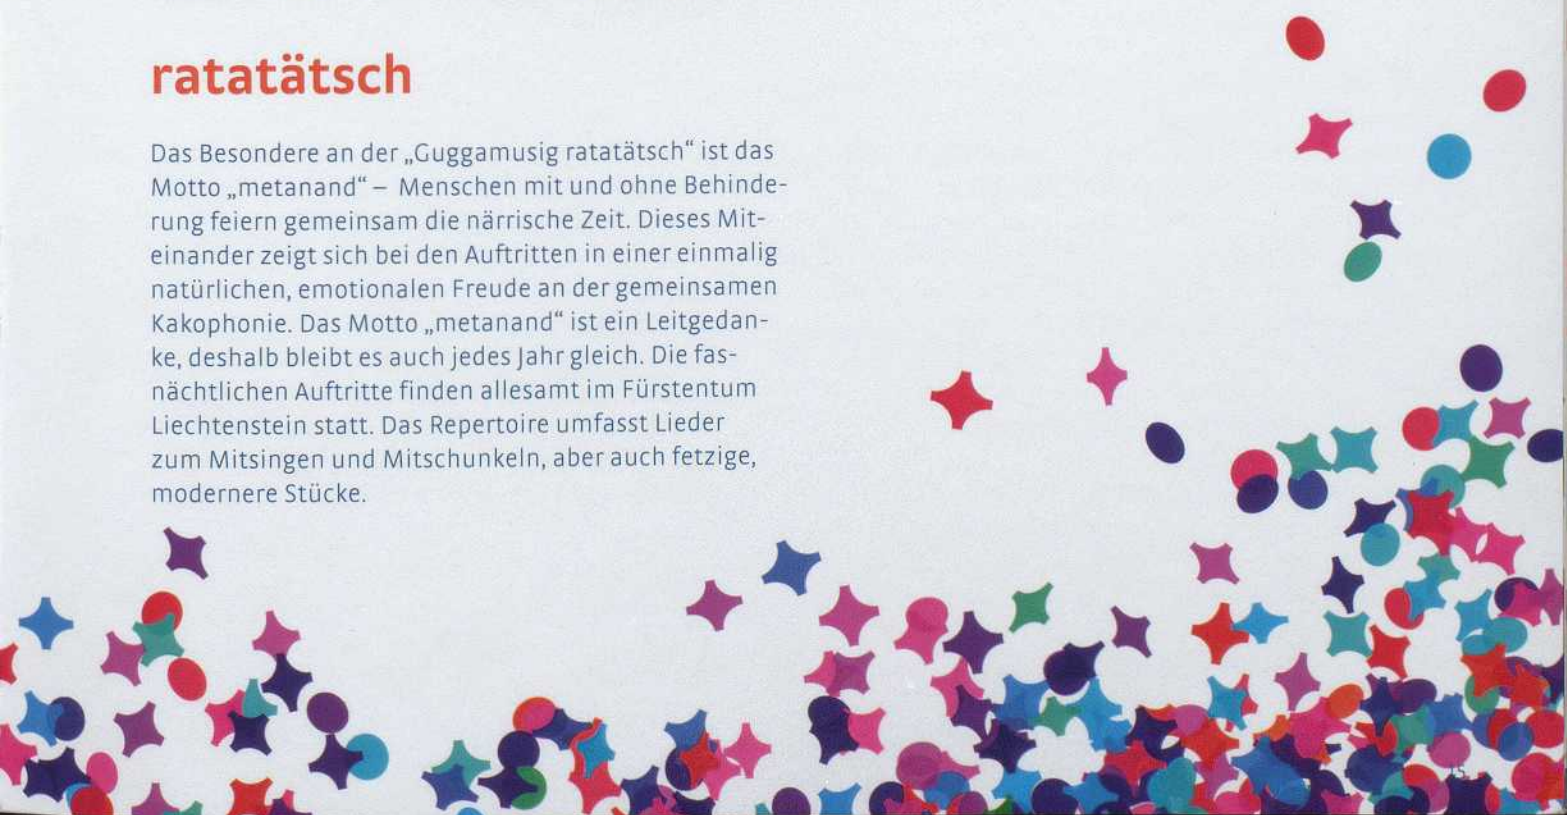 ratatätsch
Das Besondere an der „Guggamusig ratatätsch“ ist das
Motto „metanand“ – Menschen mit und ohne Behinde-
rung feiern gemeinsam die närrische Zeit. Dieses Mit-
einander zeigt sich bei den Auftritten in einer einmalig
natürlichen, emotionalen Freude an der gemeinsamen
Kakophonie. Das Motto „metanand“ ist ein Leitgedan-
ke, deshalb bleibt es auch jedes Jahr gleich. Die fas-
nächtlichen Auftritte finden allesamt im Fürstentum
Liechtenstein statt. Das Repertoire umfasst Lieder
zum Mitsingen und Mitschunkeln, aber auch fetzige,
modernere Stücke.